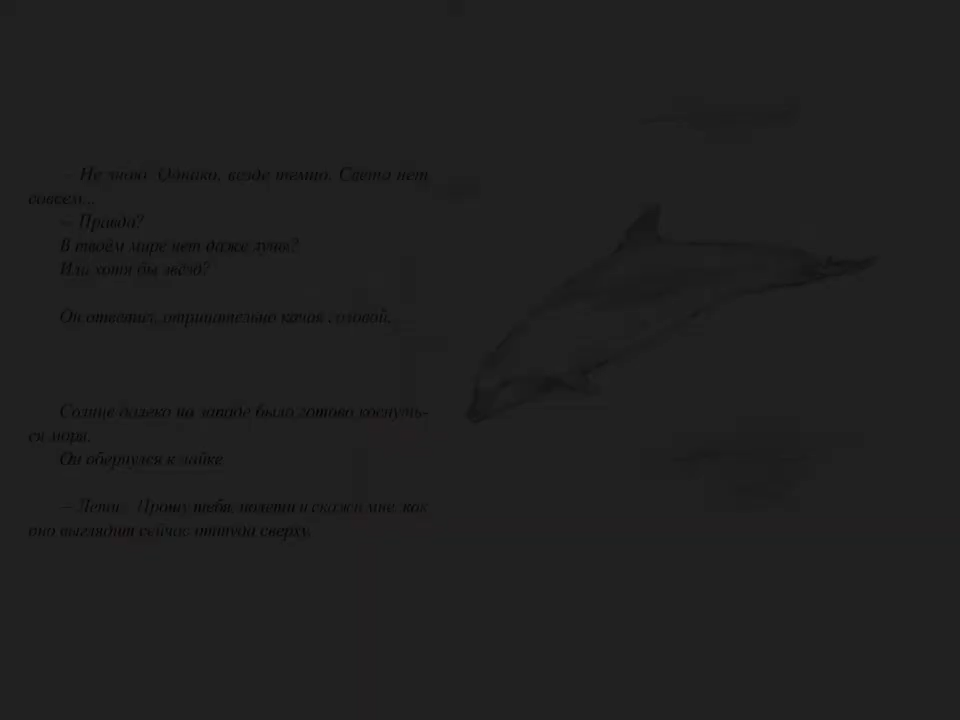 — Не знаю. Однако, везде темно. Света нет
совсем...
— Правда?
В твоём мире нет даже луны?
Или хотя бы звёзд?
Он ответил, отрицательно качая головой.
Солнце далеко на западе было готово коснуть-
ся моря.
Он обернулся к чайке
— Лети! Прошу тебя, полети и скажи мне, как
оно выглядит сейчас оттуда сверху.